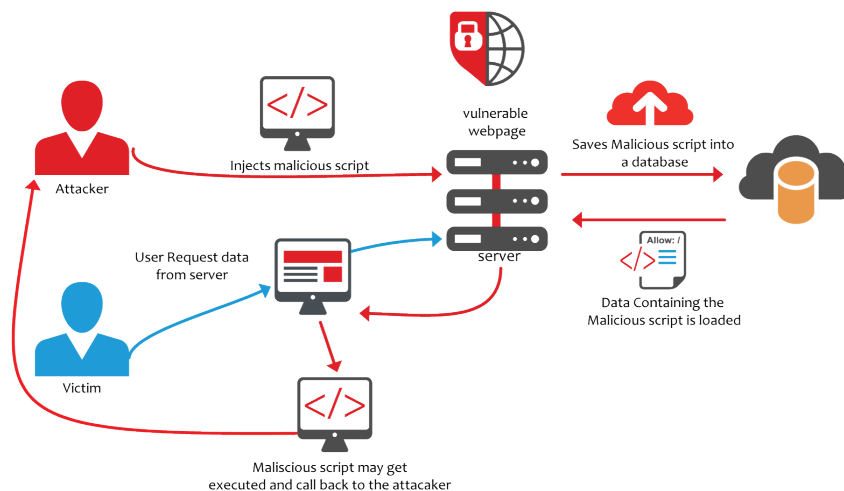 vulnerable
webpage
Injects malicious script
Attacker
Saves Malicious script into
a database
</>
User Request data
from server
server
Allow: /
</>
Data Containing the
Malicious script is loaded
Victim
</>
Maliscious script may get
executed and call back to the attacaker